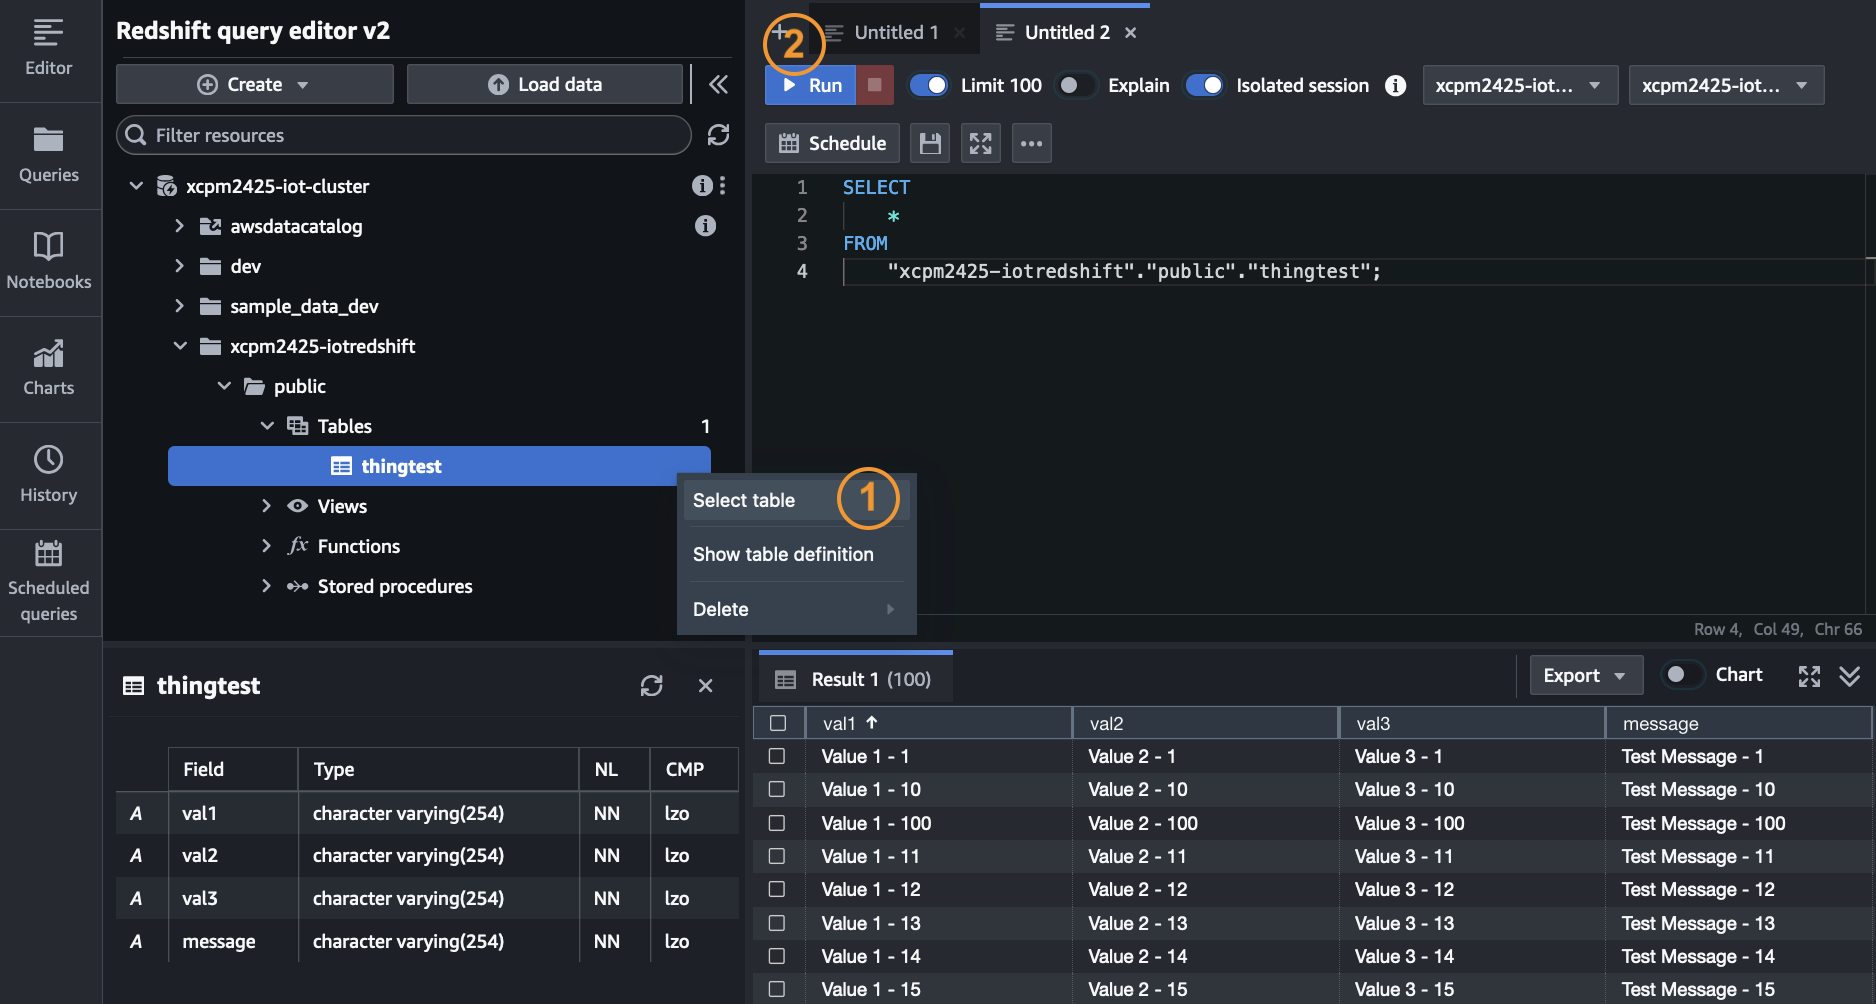 Editor
Queries
Notebooks
Charts
History
Scheduled
queries
Redshift query editor v2
Create
Load data
Filter resources
xcpm2425-iot-cluster
awsdatacatalog
dev
sample_data_dev
xcpm2425-iotredshift
public
Tables 1
thingtest
Views
Functions
Stored procedures
Select table 1
Show table definition
Delete
thingtest
Field Type NL CMP
A val1 character varying(254) NN lzo
A val2 character varying(254) NN lzo
A val3 character varying(254) NN lzo
A message character varying(254) NN lzo
2
Untitled 1
Untitled 2
Run Limit 100 Explain Isolated session xcpm2425-iot... xcpm2425-iot...
Schedule
1 SELECT
2 *
3 FROM
4 "xcpm2425-iotredshift"."public"."thingtest";
Row 4, Col 49, Chr 66
Result 1 (100) Export Chart
val1 val2 val3 message
Value 1 - 1 Value 2 - 1 Value 3 - 1 Test Message - 1
Value 1 - 10 Value 2 - 10 Value 3 - 10 Test Message - 10
Value 1 - 100 Value 2 - 100 Value 3 - 100 Test Message - 100
Value 1 - 11 Value 2 - 11 Value 3 - 11 Test Message - 11
Value 1 - 12 Value 2 - 12 Value 3 - 12 Test Message - 12
Value 1 - 13 Value 2 - 13 Value 3 - 13 Test Message - 13
Value 1 - 14 Value 2 - 14 Value 3 - 14 Test Message - 14
Value 1 - 15 Value 2 - 15 Value 3 - 15 Test Message - 15